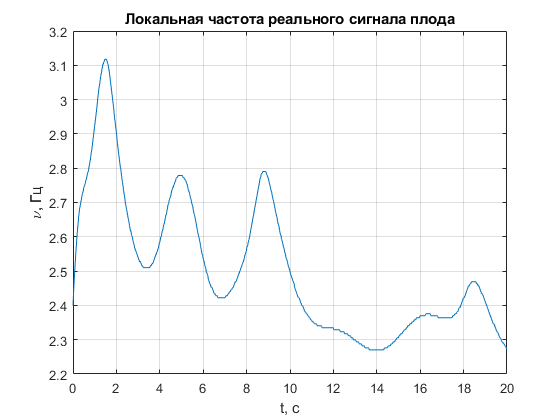 Локальная частота реального сигнала плода
3.2
3.1
3
2.9
2.8
2.7
2.6
2.5
2.4
2.3
2.2
ν, Гц
0 2 4 6 8 10 12 14 16 18 20
t, с